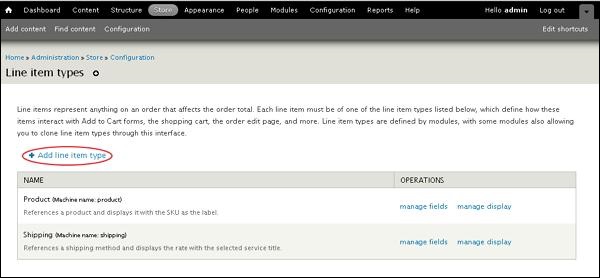 Dashboard Content Structure Store Appearance People Modules Configuration Reports Help Hello admin Log out
Add content Find content Configuration Edit shortcuts
Home » Administration » Store » Configuration
Line item types
Line items represent anything on an order that affects the order total. Each line item must be of one of the line item types listed below, which define how these
items interact with Add to Cart forms, the shopping cart, the order edit page, and more. Line item types are defined by modules, with some modules also allowing
you to clone line item types through this interface.
+ Add line item type
NAME OPERATIONS
Product (Machine name: product)
References a product and displays it with the SKU as the label.
manage fields manage display
Shipping (Machine name: shipping)
References a shipping method and displays the rate with the selected service title.
manage fields manage display